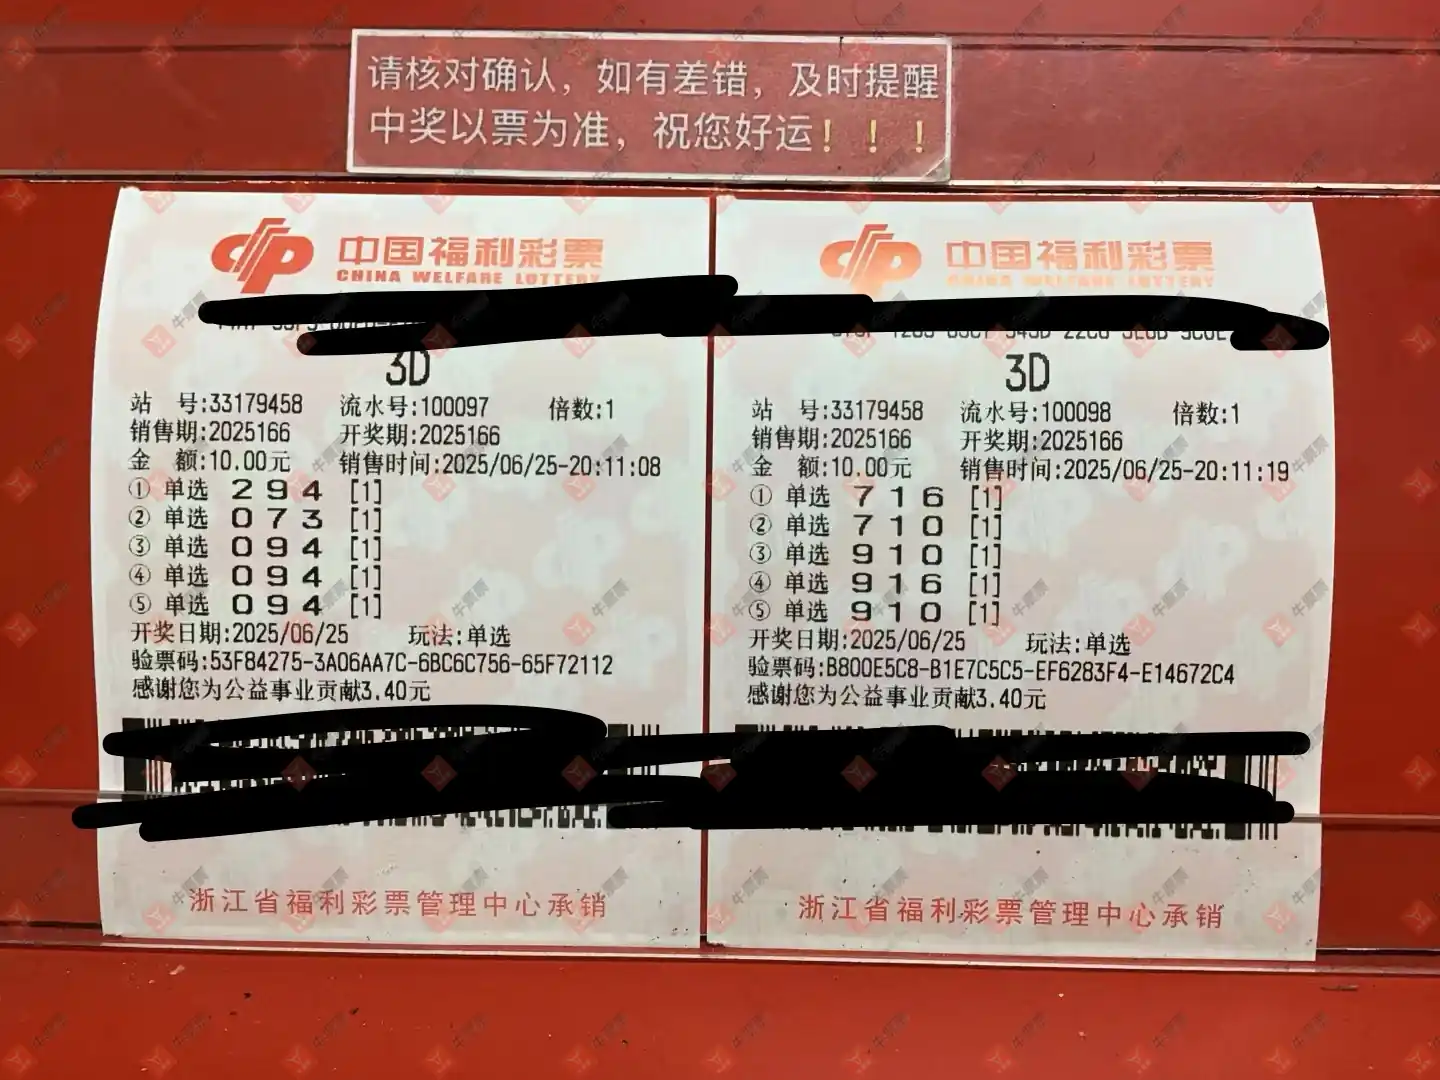 请核对确认，如有差错，及时提醒
中奖以票为准，祝您好运！！！
中国福利彩票
CHINA WELFARE LOTTERY
3D
站 号:33179458 流水号:100097 倍数:1
销售期:2025166 开奖期:2025166
金 额:10.00元 销售时间:2025/06/25-20:11:08
① 单选 2 9 4 [1]
② 单选 0 7 3 [1]
③ 单选 0 9 4 [1]
④ 单选 0 9 4 [1]
⑤ 单选 0 9 4 [1]
开奖日期:2025/06/25 玩法:单选
验票码:53F84275-3A06AA7C-6BC6C756-65F72112
感谢您为公益事业贡献3.40元
浙江省福利彩票管理中心承销
中国福利彩票
CHINA WELFARE LOTTERY
3D
站 号:33179458 流水号:100098 倍数:1
销售期:2025166 开奖期:2025166
金 额:10.00元 销售时间:2025/06/25-20:11:19
① 单选 7 1 6 [1]
② 单选 7 1 0 [1]
③ 单选 9 1 0 [1]
④ 单选 9 1 6 [1]
⑤ 单选 9 1 0 [1]
开奖日期:2025/06/25 玩法:单选
验票码:B800E5C8-B1E7C5C5-EF6283F4-E14672C4
感谢您为公益事业贡献3.40元
浙江省福利彩票管理中心承销